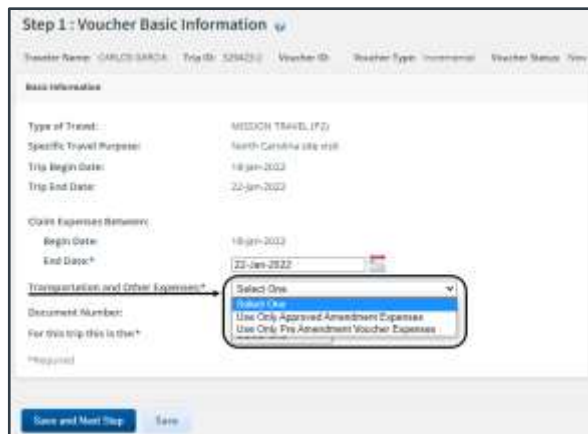 Step 1 : Voucher Basic Information
Traveler Name: CARLOS GARCIA Trip ID: Voucher ID: Voucher Type: Incremental Voucher Status: New
Basic Information
Type of Travel: MISSION TRAVEL (P2)
Specific Travel Purpose: North Carolina site visit
Trip Begin Date: 18-Jan-2022
Trip End Date: 22-Jan-2022
Claim Expenses Between:
Begin Date: 18-Jan-2022
End Date:* 22-Jan-2022
Transportation and Other Expenses:* Select One
Select One
Document Number: Use Only Approved Amendment Expenses
Use Only Pre Amendment Voucher Expenses
For this trip this is the:*
*Required
Save and Next Step Save